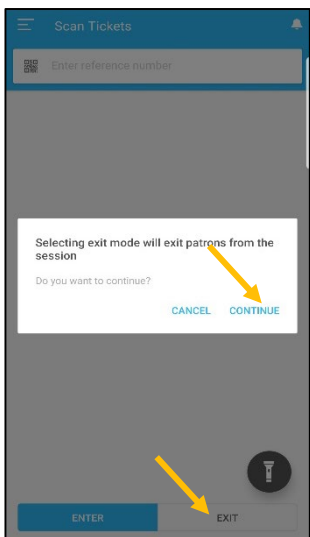 Scan Tickets
Enter reference number
Selecting exit mode will exit patrons from the
session
Do you want to continue?
CANCEL CONTINUE
ENTER EXIT